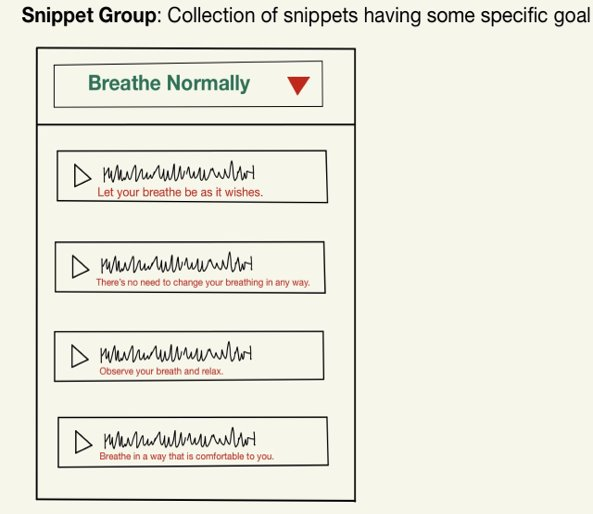 Snippet Group: Collection of snippets having some specific goal
Breathe Normally
Let your breathe be as it wishes.
There's no need to change your breathing in any way.
Observe your breath and relax.
Breathe in a way that is comfortable to you.